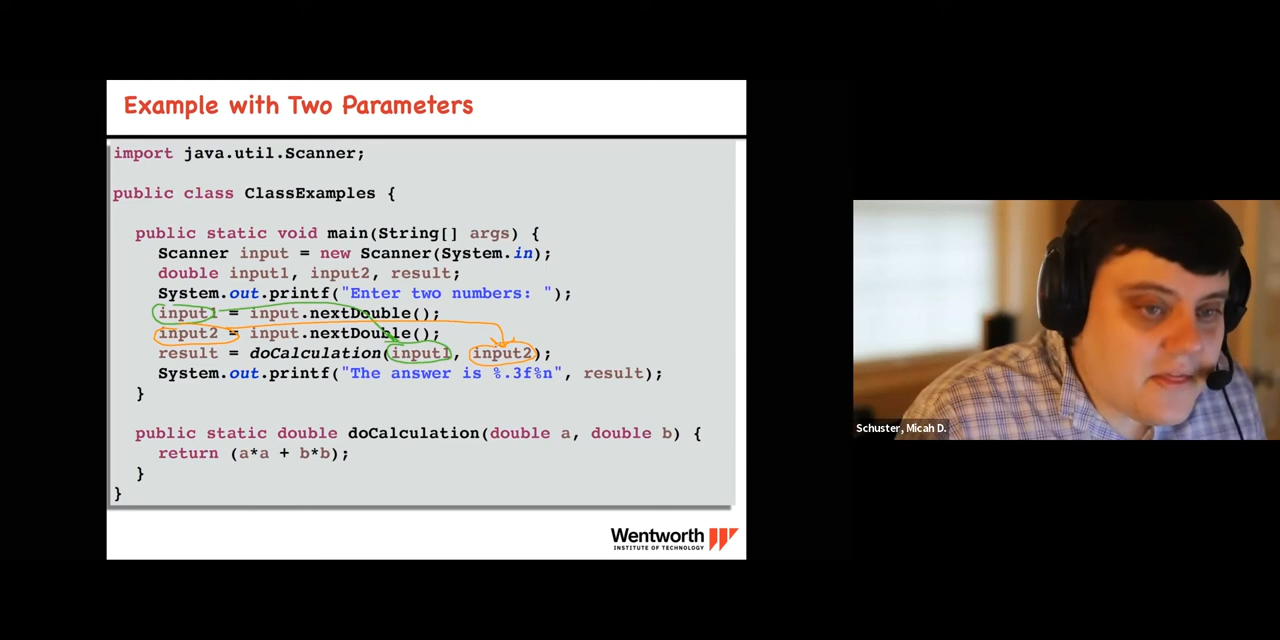 Example with Two Parameters
import java.util.Scanner;
public class ClassExamples {
public static void main(String[] args) {
Scanner input = new Scanner(System.in);
double input1, input2, result;
System.out.printf("Enter two numbers: ");
input1 = input.nextDouble();
input2 = input.nextDouble();
result = doCalculation(input1, input2);
System.out.printf("The answer is %.3f%n", result);
}
public static double doCalculation(double a, double b) {
return (a*a + b*b);
}
}
Wentworth
INSTITUTE OF TECHNOLOGY
Schuster, Micah D.